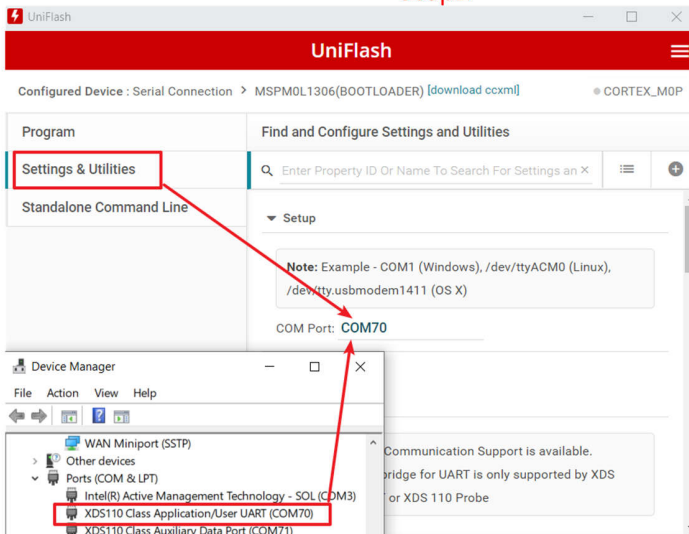 UniFlash
UniFlash
Configured Device : Serial Connection > MSPM0L1306(BOOTLOADER) [download ccxml]
CORTEX_M0P
Program
Find and Configure Settings and Utilities
Settings & Utilities
Enter Property ID Or Name To Search For Settings an
Standalone Command Line
Setup
Note: Example - COM1 (Windows), /dev/ttyACM0 (Linux),
/dev/tty.usbmodem1411 (OS X)
COM Port: COM70
Device Manager
File Action View Help
WAN Miniport (SSTP)
Communication Support is available.
Other devices
bridge for UART is only supported by XDS
Ports (COM & LPT)
Intel(R) Active Management Technology - SOL (COM3)
or XDS 110 Probe
XDS110 Class Application/User UART (COM70)
XDS110 Class Auxiliary Data Port (COM71)